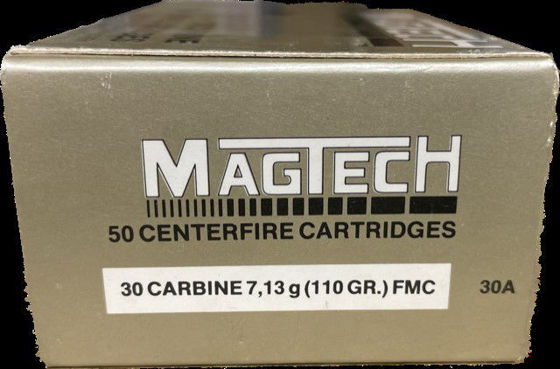 MAGTECH
50 CENTERFIRE CARTRIDGES
30 CARBINE 7,13 g (110 GR.) FMC
30A